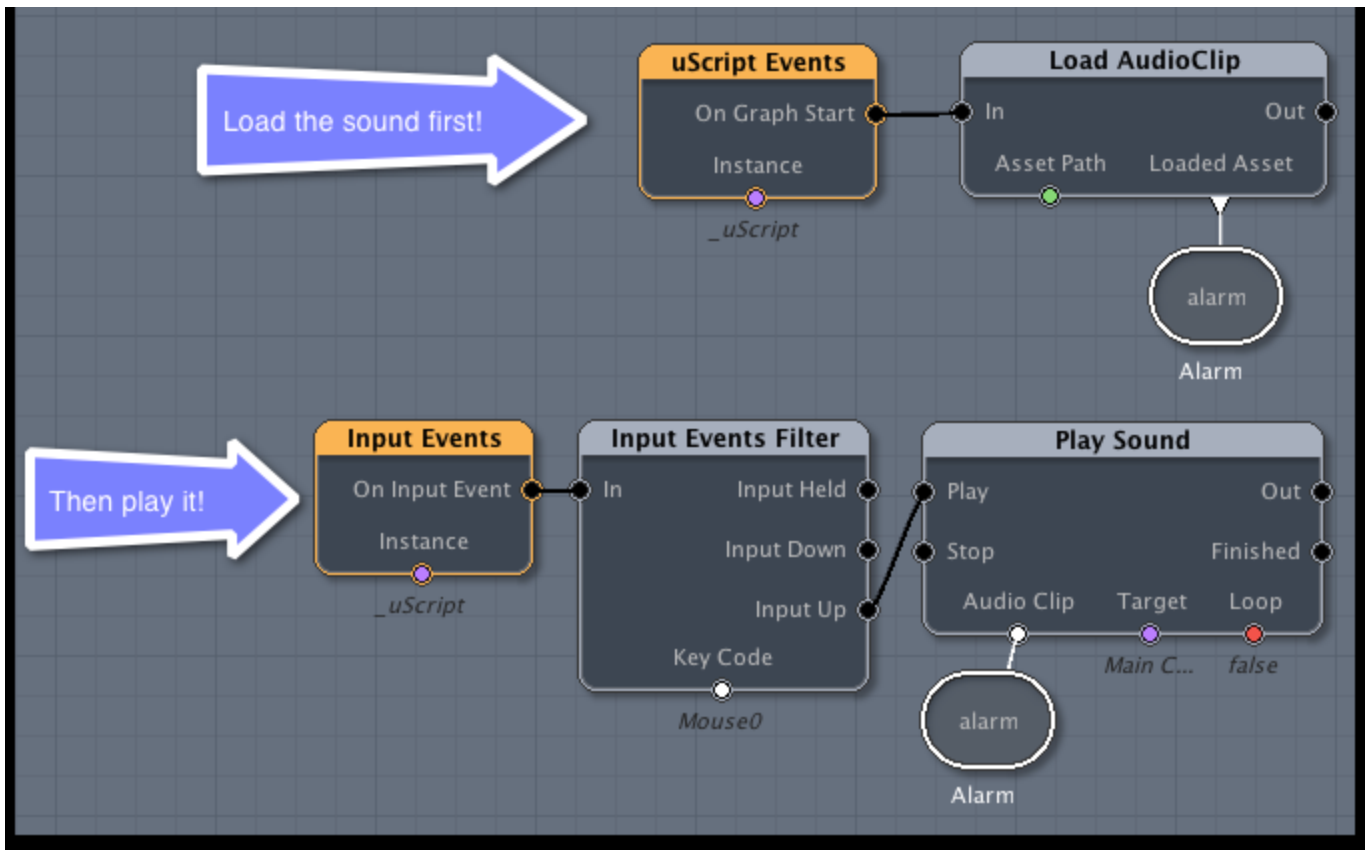 Load the sound first!
uScript Events
On Graph Start
Instance
_uScript
Load AudioClip
In
Out
Asset Path
Loaded Asset
alarm
Alarm
Then play it!
Input Events
On Input Event
Instance
_uScript
Input Events Filter
In
Input Held
Input Down
Input Up
Key Code
Mouse0
Play Sound
Play
Out
Stop
Finished
Audio Clip
Target
Loop
Main C...
false
alarm
Alarm